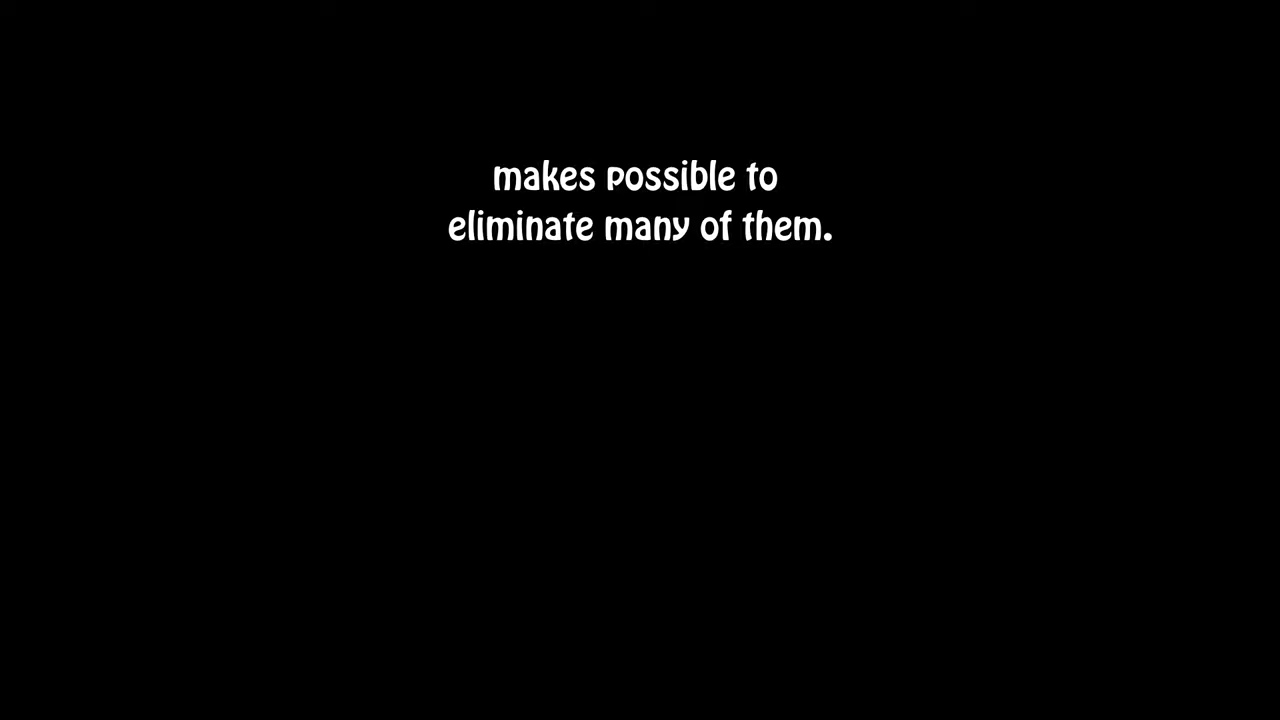 makes possible to
eliminate many of them.